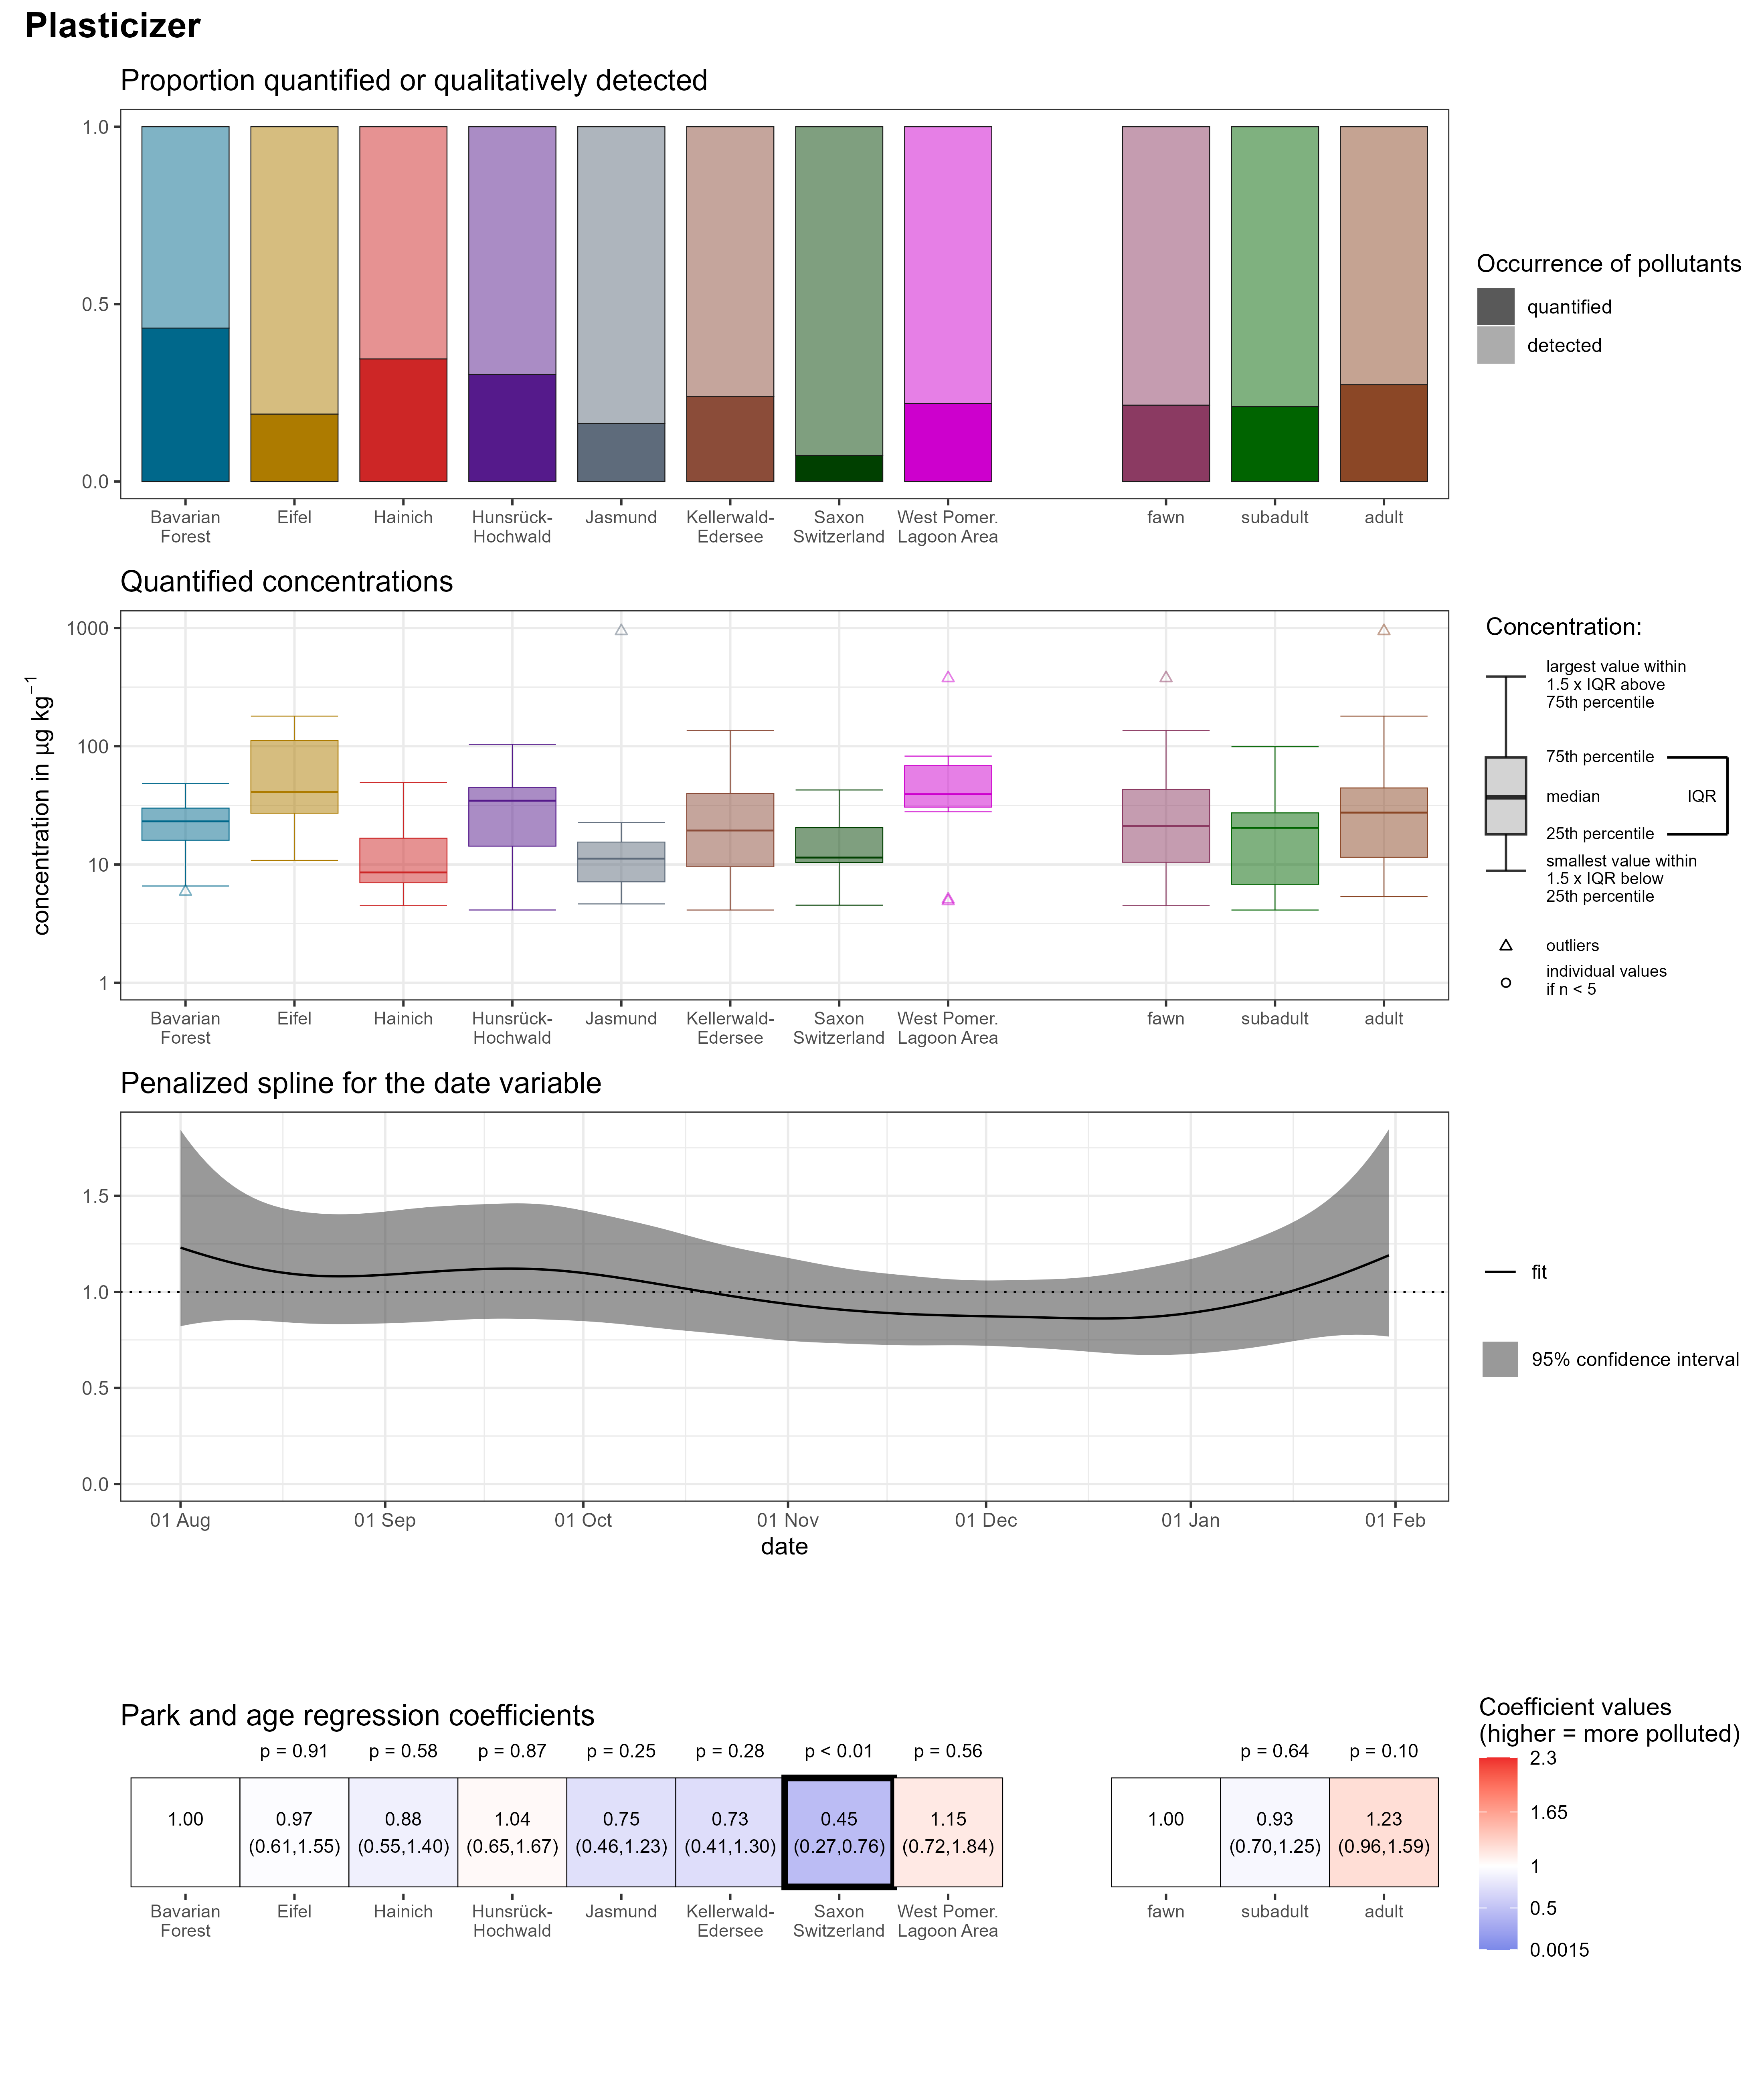 Plasticizer
Proportion quantified or qualitatively detected
1.0
0.5
0.0
Bavarian Forest
Eifel
Hainich
Hunsrück-Hochwald
Jasmund
Kellerwald-Edersee
Saxon Switzerland
West Pomer. Lagoon Area
fawn
subadult
adult
Occurrence of pollutants
quantified
detected
Quantified concentrations
concentration in µg kg⁻¹
1000
100
10
1
Bavarian Forest
Eifel
Hainich
Hunsrück-Hochwald
Jasmund
Kellerwald-Edersee
Saxon Switzerland
West Pomer. Lagoon Area
fawn
subadult
adult
Concentration:
largest value within
1.5 x IQR above
75th percentile
75th percentile
median
IQR
25th percentile
smallest value within
1.5 x IQR below
25th percentile
outliers
individual values
if n < 5
Penalized spline for the date variable
1.5
1.0
0.5
0.0
01 Aug
01 Sep
01 Oct
01 Nov
01 Dec
01 Jan
01 Feb
date
fit
95% confidence interval
Park and age regression coefficients
p = 0.91
p = 0.58
p = 0.87
p = 0.25
p = 0.28
p < 0.01
p = 0.56
p = 0.64
p = 0.10
1.00
0.97
0.88
1.04
0.75
0.73
0.45
1.15
1.00
0.93
1.23
(0.61,1.55)
(0.55,1.40)
(0.65,1.67)
(0.46,1.23)
(0.41,1.30)
(0.27,0.76)
(0.72,1.84)
(0.70,1.25)
(0.96,1.59)
Bavarian Forest
Eifel
Hainich
Hunsrück-Hochwald
Jasmund
Kellerwald-Edersee
Saxon Switzerland
West Pomer. Lagoon Area
fawn
subadult
adult
Coefficient values
(higher = more polluted)
2.3
1.65
1
0.5
0.0015